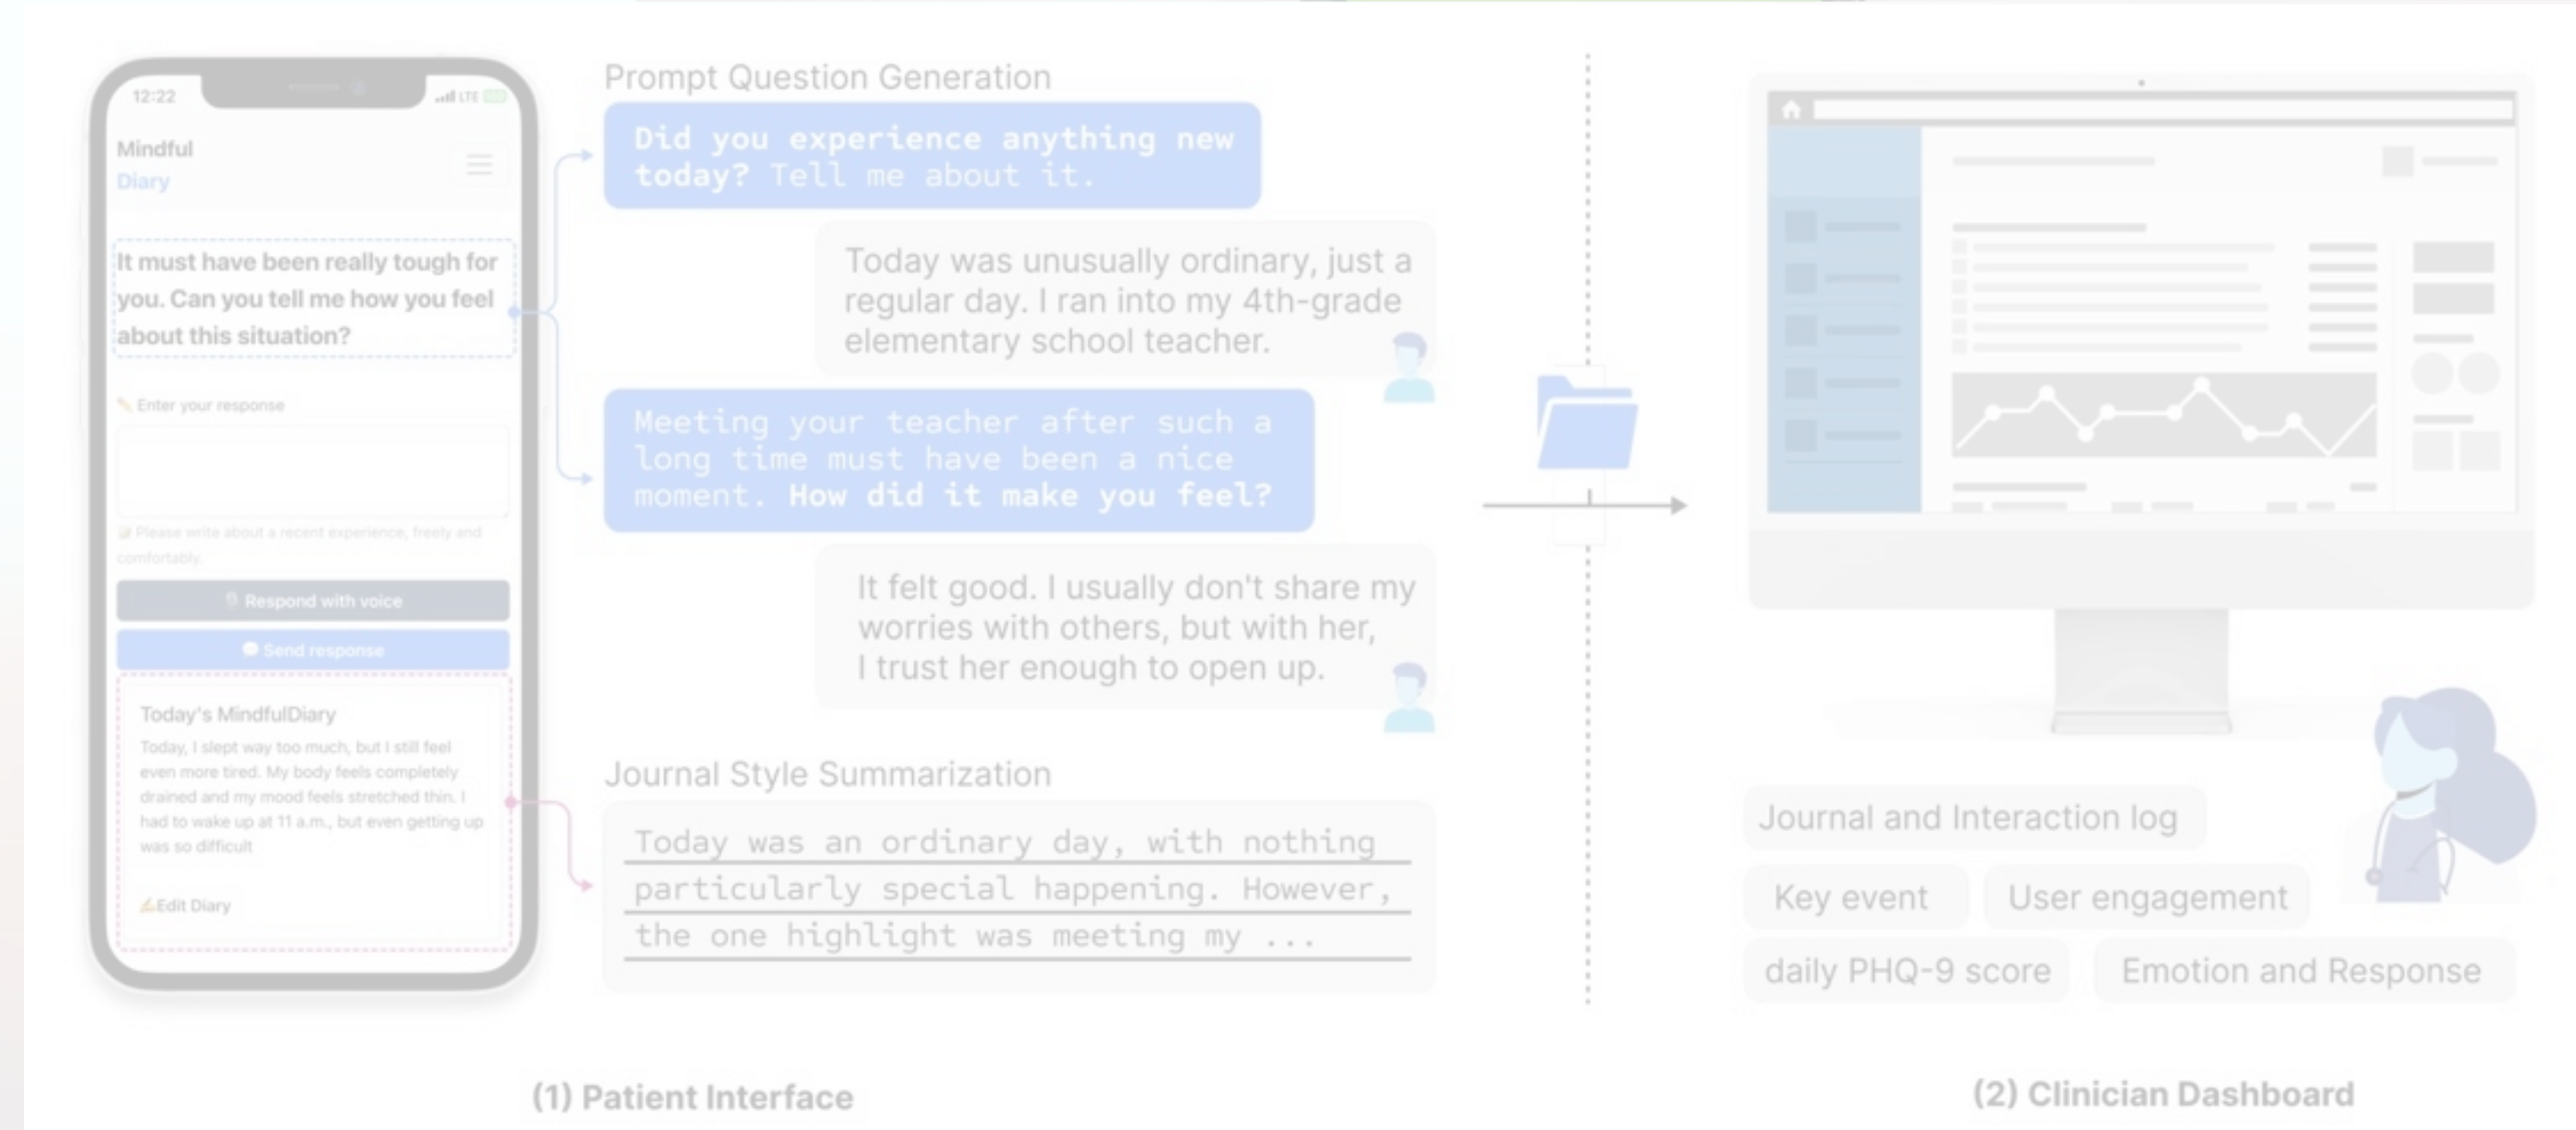 12:22
LTE
Mindful
Diary
It must have been really tough for
you. Can you tell me how you feel
about this situation?
Enter your response
Please write about a recent experience, freely and
comfortably.
Respond with voice
Send response
Today's MindfulDiary
Today, I slept way too much, but I still feel
even more tired. My body feels completely
drained and my mood feels stretched thin. I
had to wake up at 11 a.m., but even getting up
was so difficult
Edit Diary
Prompt Question Generation
Did you experience anything new
today? Tell me about it.
Today was unusually ordinary, just a
regular day. I ran into my 4th-grade
elementary school teacher.
Meeting your teacher after such a
long time must have been a nice
moment. How did it make you feel?
It felt good. I usually don't share my
worries with others, but with her,
I trust her enough to open up.
Journal Style Summarization
Today was an ordinary day, with nothing
particularly special happening. However,
the one highlight was meeting my ...
(1) Patient Interface
Journal and Interaction log
Key event
User engagement
daily PHQ-9 score
Emotion and Response
(2) Clinician Dashboard